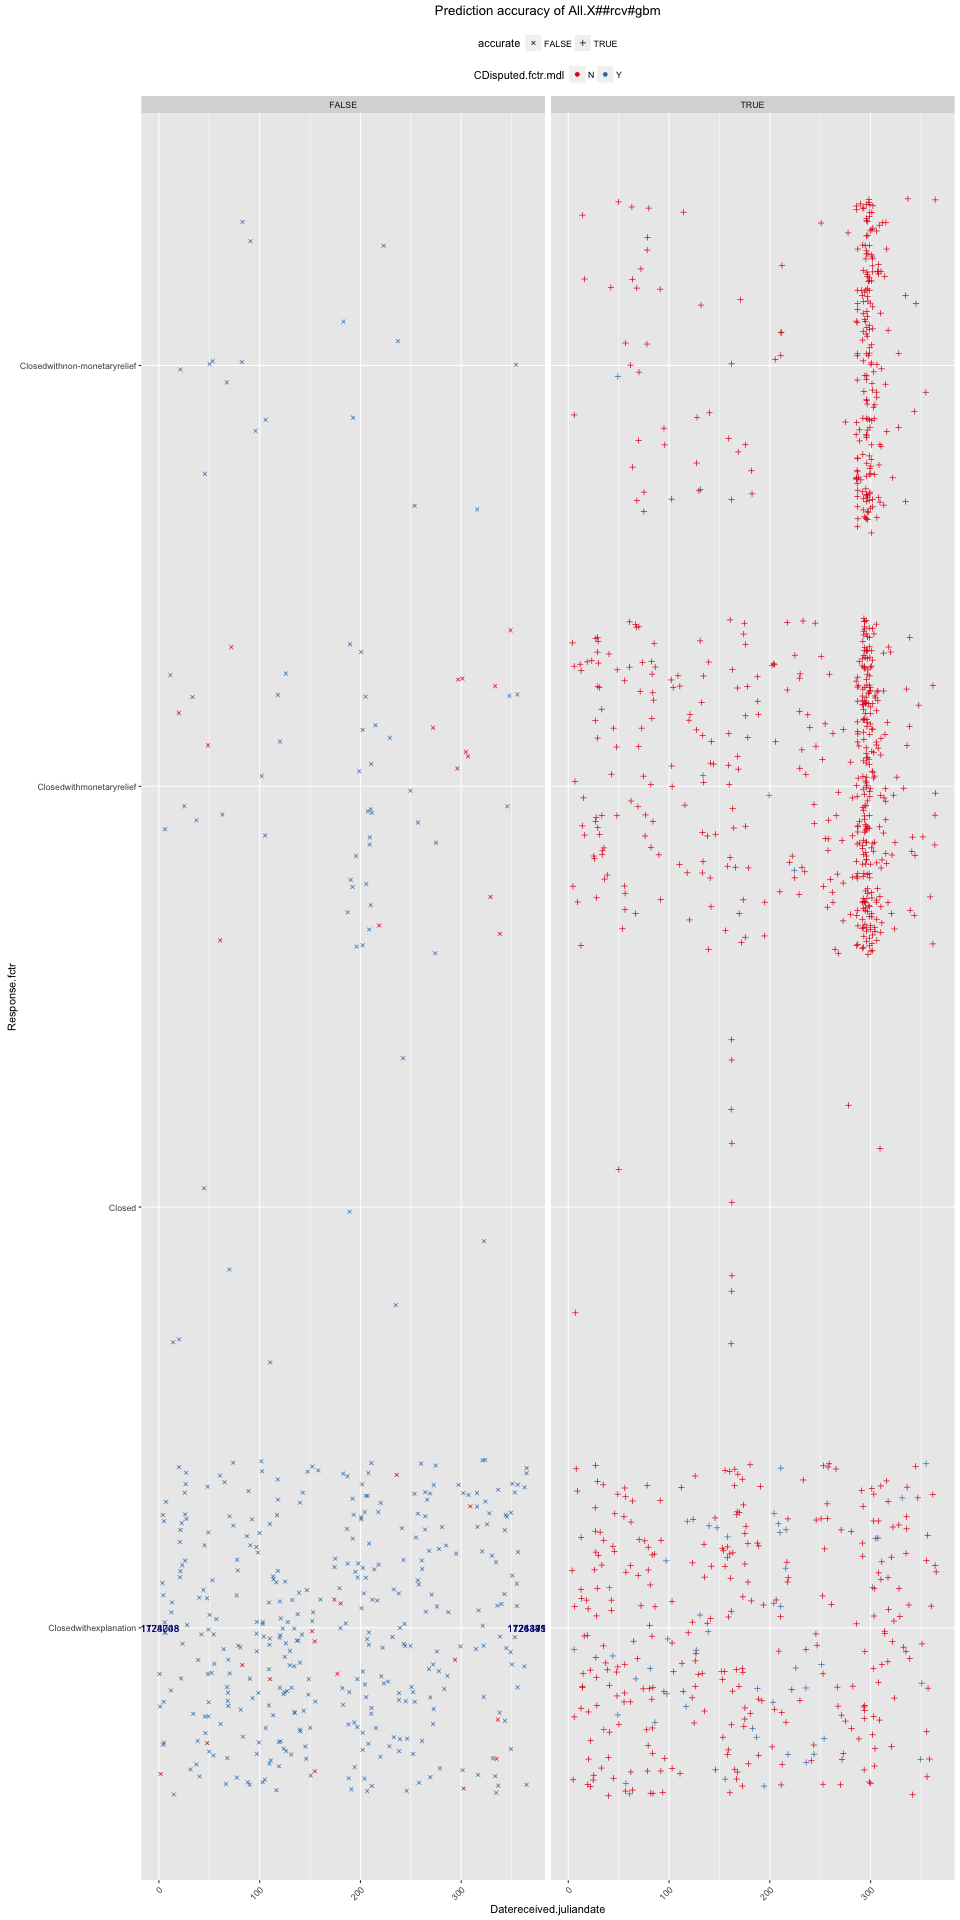 Prediction accuracy of All.X##rcv#gbm
accurate FALSE TRUE
CDisputed.fctr.mdl N Y
FALSE TRUE
Closedwithnon-monetaryrelief
Closedwithmonetaryrelief
Closed
Closedwithexplanation
Response.fctr
0 100 200 300 0 100 200 300
Datereceived.juliandate